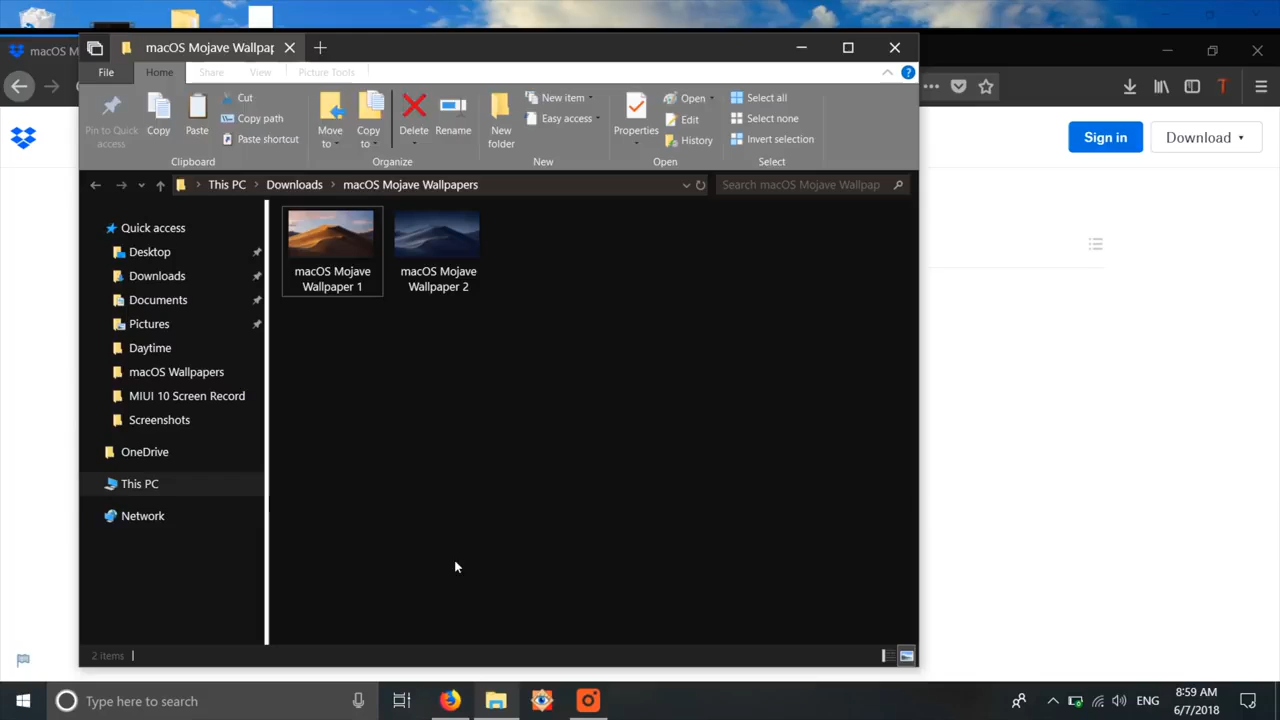 macOS M
macOS Mojave Wallpap
File
Home
Share
View
Picture Tools
Pin to Quick access
Copy
Paste
Cut
Copy path
Paste shortcut
Clipboard
Move to
Copy to
Delete
Rename
Organize
New folder
New item
Easy access
New
Properties
Open
Edit
History
Open
Select all
Select none
Invert selection
Select
Sign in
Download
This PC
Downloads
macOS Mojave Wallpapers
Search macOS Mojave Wallpap
Quick access
Desktop
Downloads
Documents
Pictures
Daytime
macOS Wallpapers
MIUI 10 Screen Record
Screenshots
OneDrive
This PC
Network
macOS Mojave
Wallpaper 1
macOS Mojave
Wallpaper 2
2 items
Type here to search
ENG
8:59 AM
6/7/2018